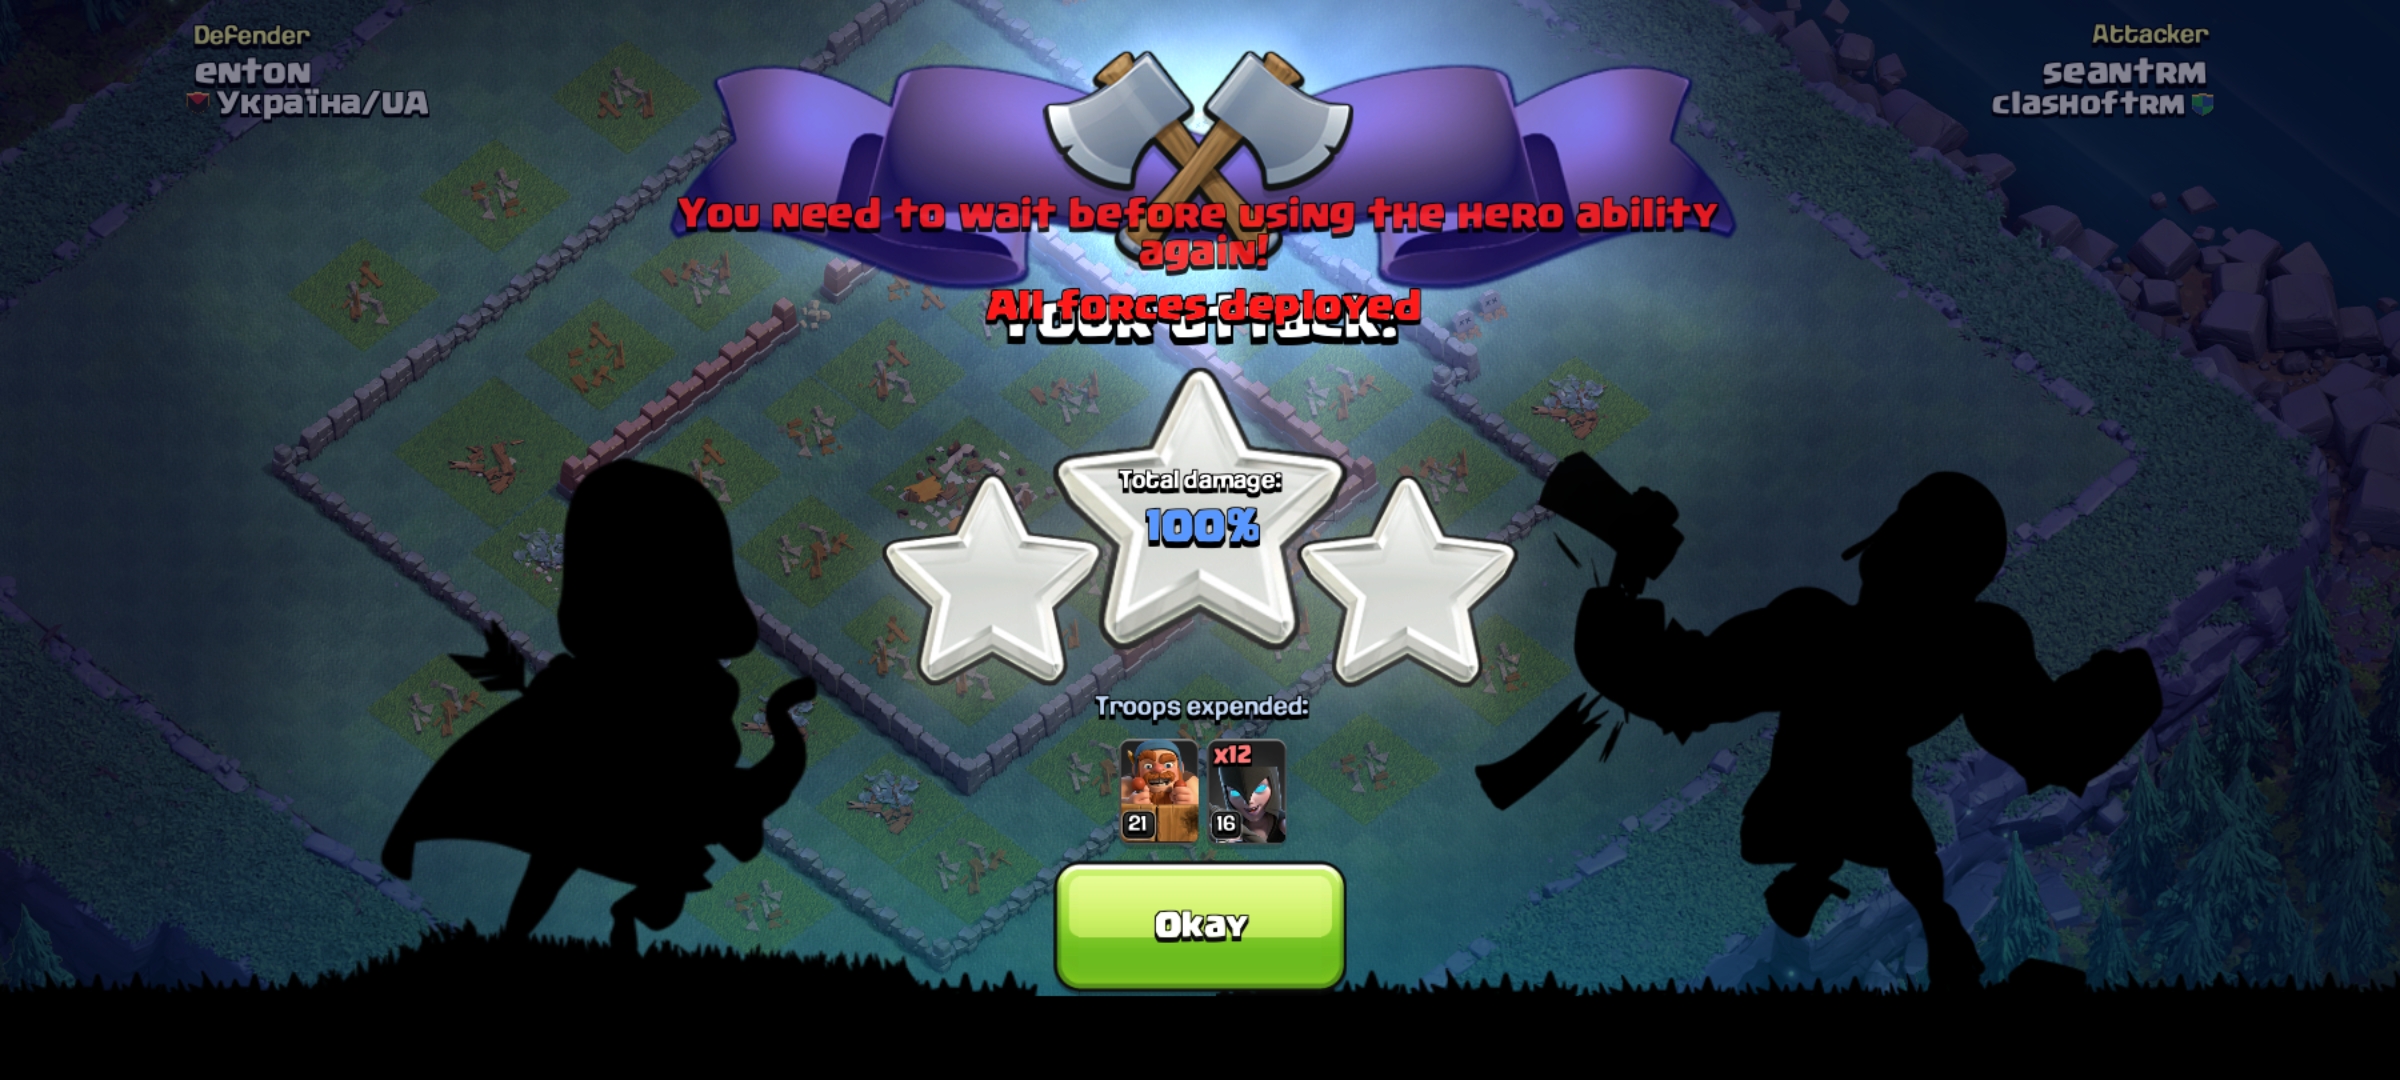 Defender
enton
Україна/UA
Attacker
seantRM
clashoftRM
You need to wait before using the Hero ability
again!
All forces deployed
Total damage:
100%
Troops expended:
x12
21
16
Okay